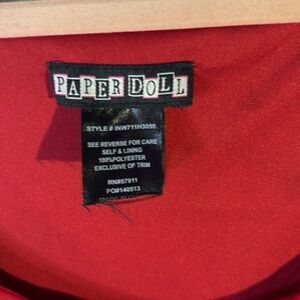 PAPER DOLL
STYLE # INW711H3055
SEE REVERSE FOR CARE
SELF & LINING
100%POLYESTER
EXCLUSIVE OF TRIM
RN#57911
PO#140513